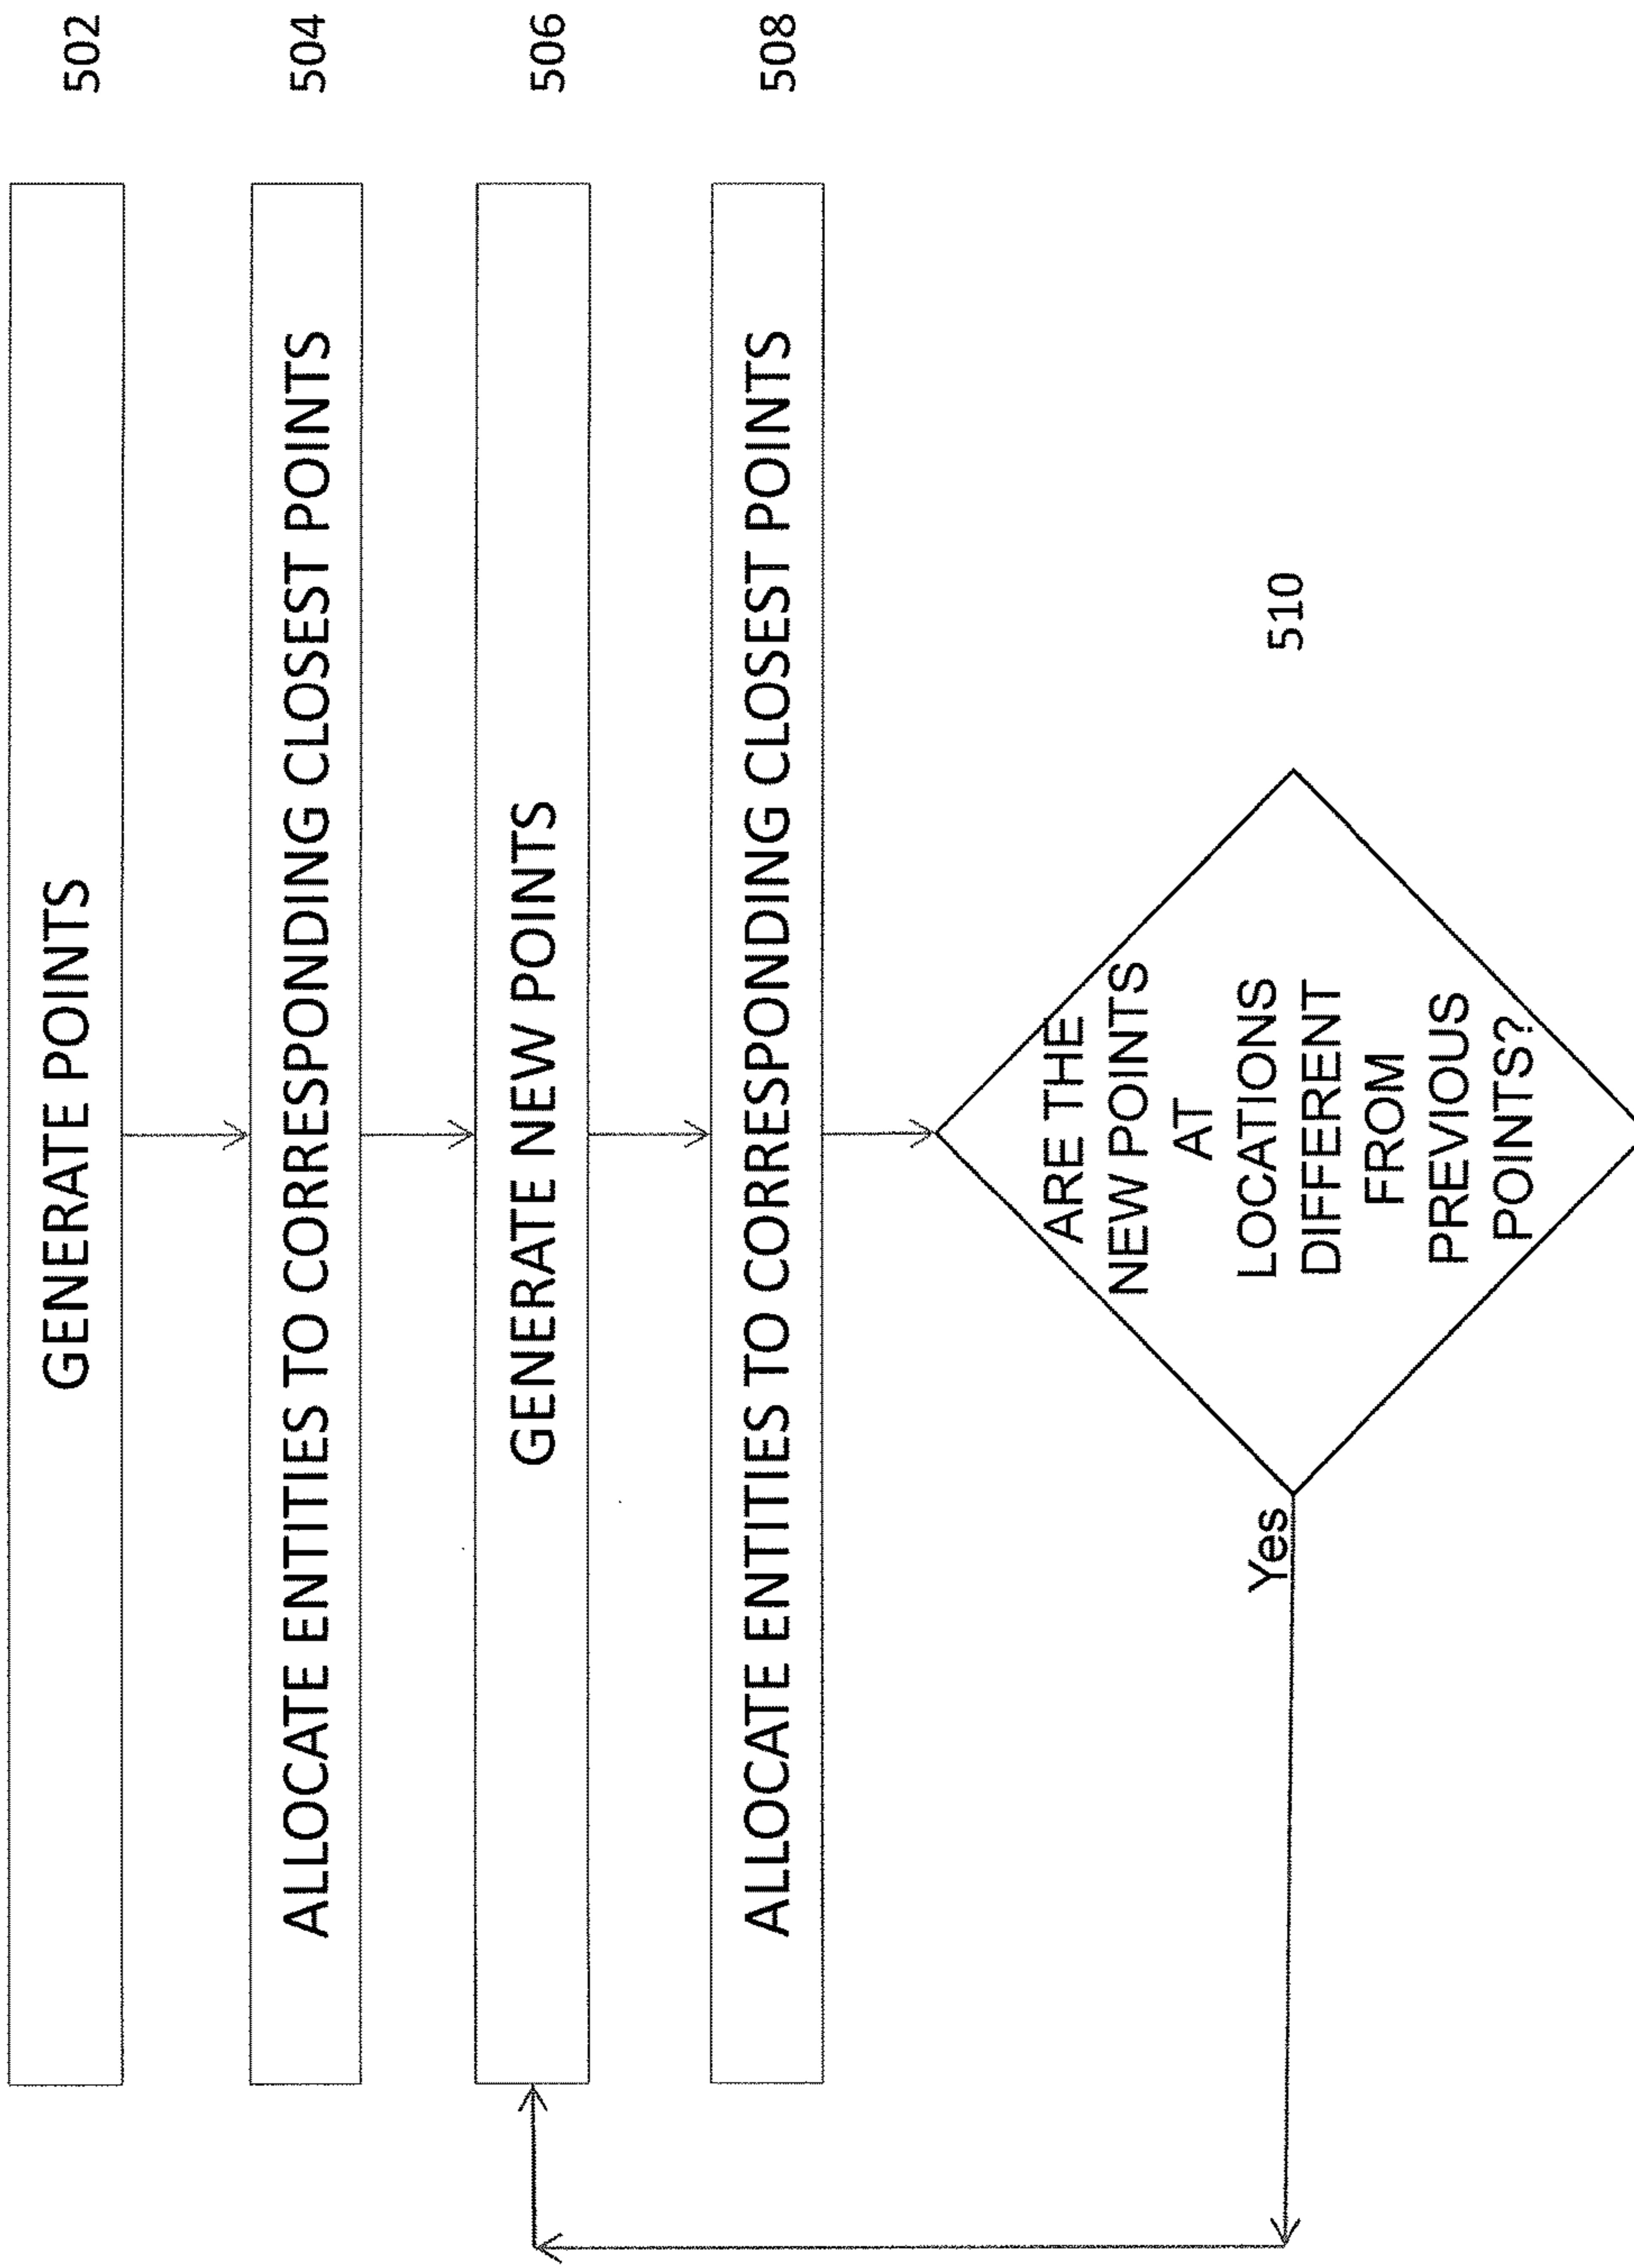 GENERATE POINTS
502
ALLOCATE ENTITIES TO CORRESPONDING CLOSEST POINTS
504
GENERATE NEW POINTS
506
ALLOCATE ENTITIES TO CORRESPONDING CLOSEST POINTS
508
ARE THE
NEW POINTS
AT
LOCATIONS
DIFFERENT
FROM
PREVIOUS
POINTS?
510
Yes